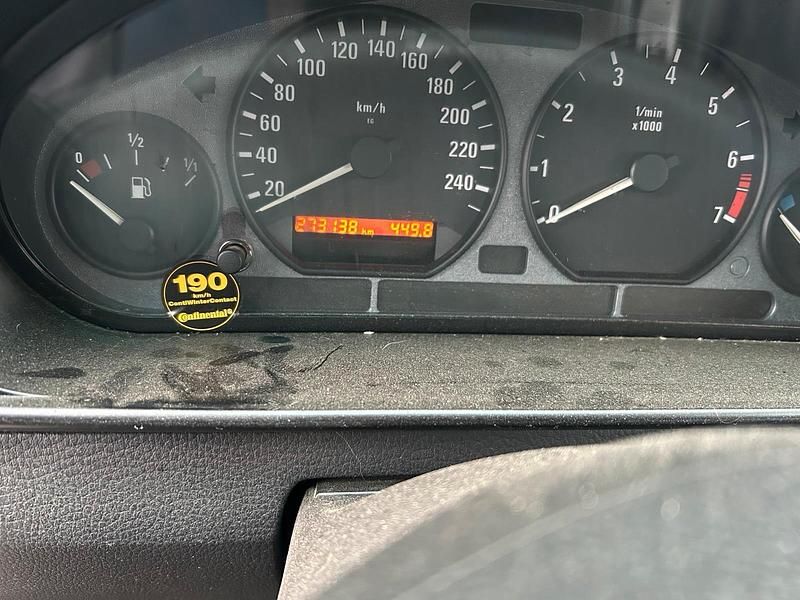 0 1/2 1/1
20 40 60 80 100 120 140 160 180 200 220 240
km/h
EC
273138 km 449.8
0 1 2 3 4 5 6 7
1/min
x1000
190
km/h
ContiWinterContact
Continental®